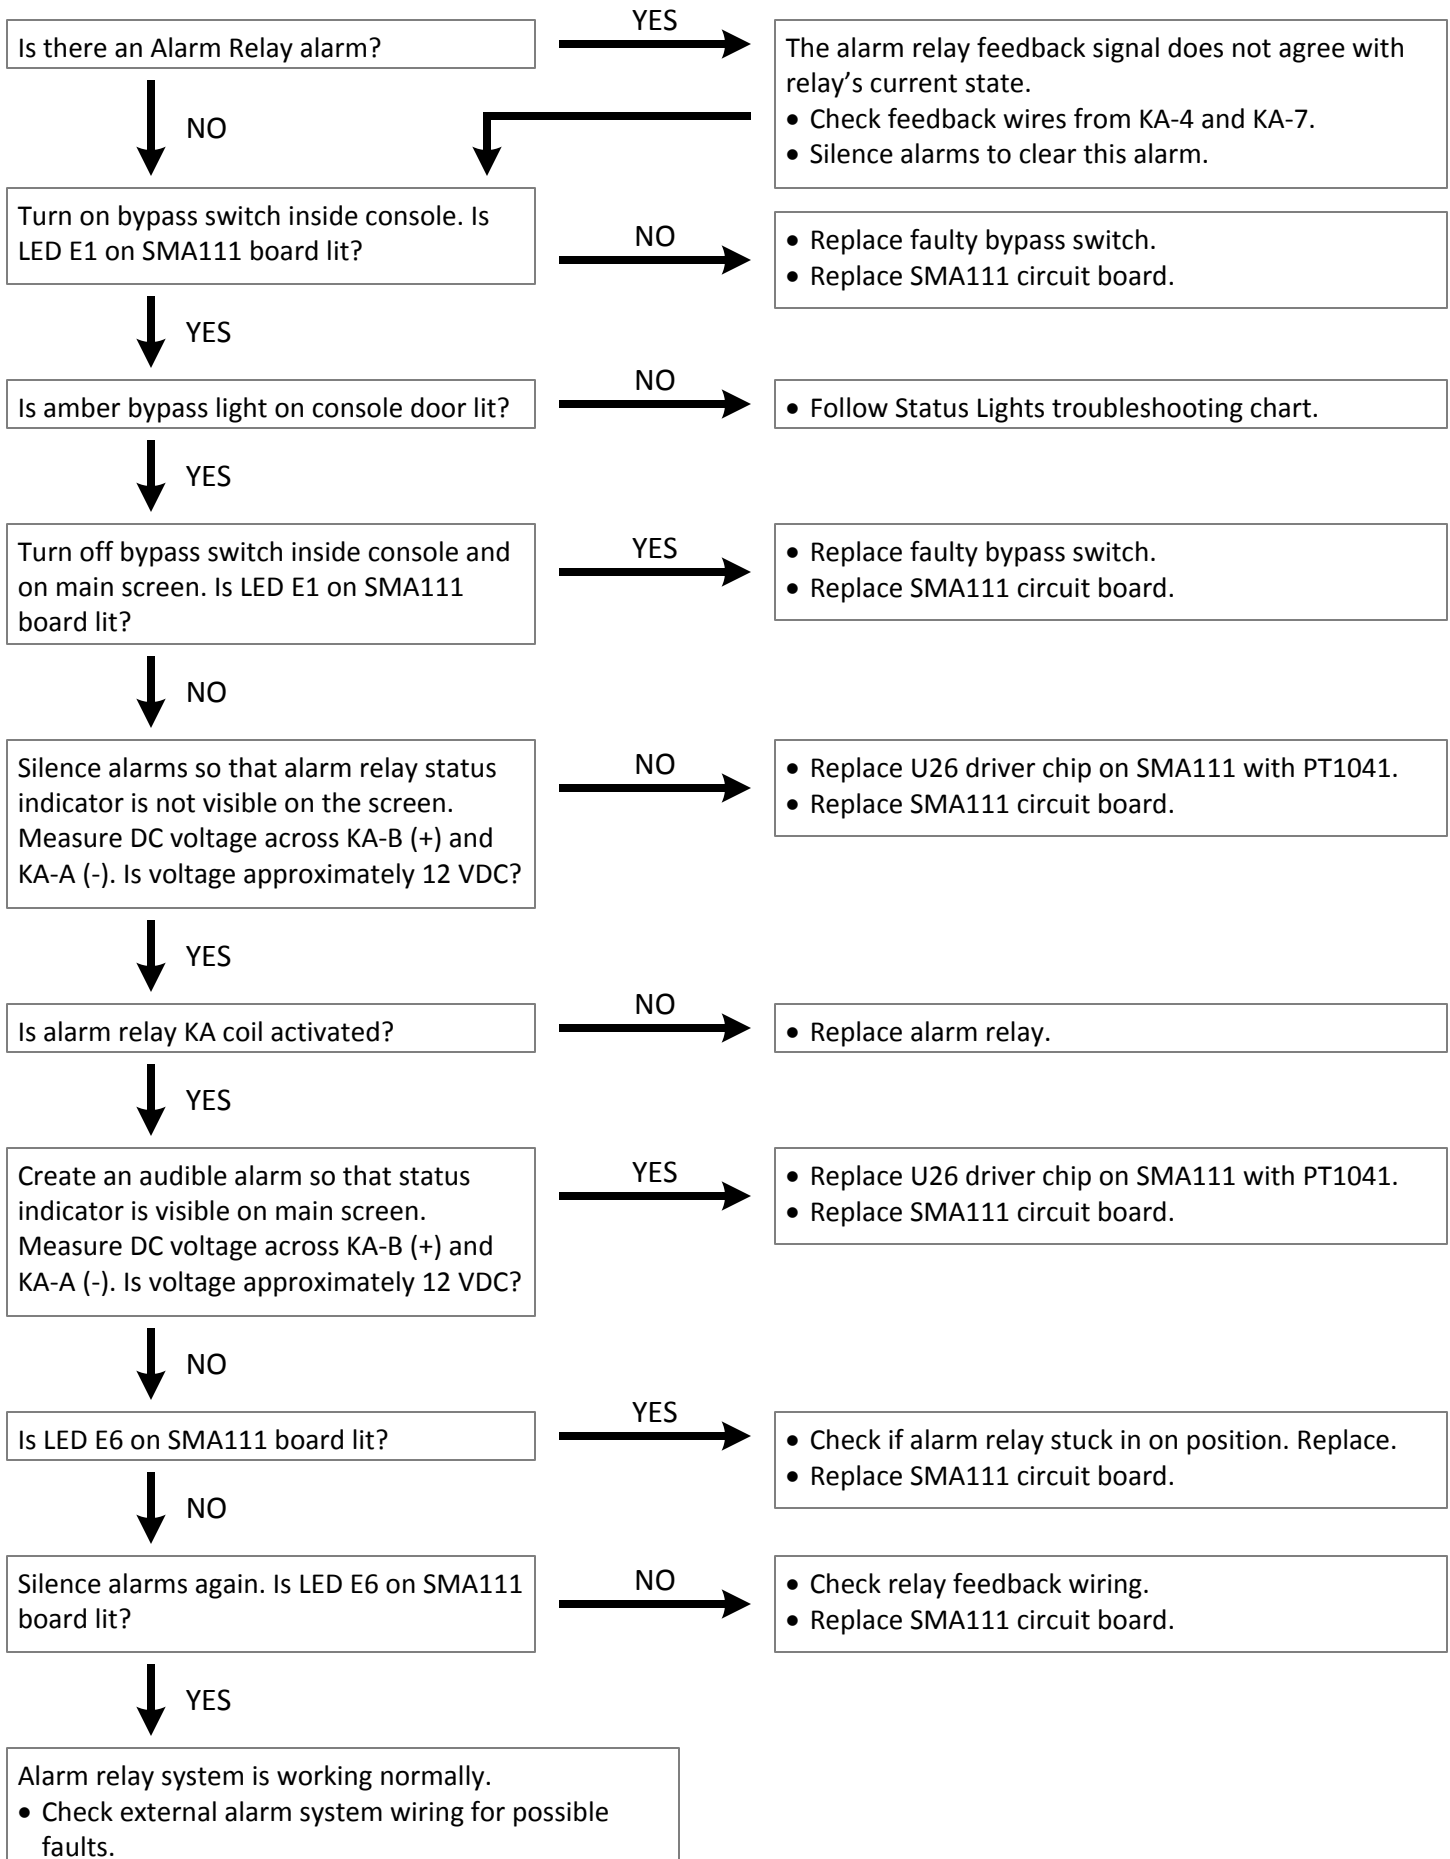 Is there an Alarm Relay alarm?
YES
The alarm relay feedback signal does not agree with
relay’s current state.
• Check feedback wires from KA-4 and KA-7.
• Silence alarms to clear this alarm.
NO
Turn on bypass switch inside console. Is
LED E1 on SMA111 board lit?
NO
• Replace faulty bypass switch.
• Replace SMA111 circuit board.
YES
Is amber bypass light on console door lit?
NO
• Follow Status Lights troubleshooting chart.
YES
Turn off bypass switch inside console and
on main screen. Is LED E1 on SMA111
board lit?
YES
• Replace faulty bypass switch.
• Replace SMA111 circuit board.
NO
Silence alarms so that alarm relay status
indicator is not visible on the screen.
Measure DC voltage across KA-B (+) and
KA-A (-). Is voltage approximately 12 VDC?
NO
• Replace U26 driver chip on SMA111 with PT1041.
• Replace SMA111 circuit board.
YES
Is alarm relay KA coil activated?
NO
• Replace alarm relay.
YES
Create an audible alarm so that status
indicator is visible on main screen.
Measure DC voltage across KA-B (+) and
KA-A (-). Is voltage approximately 12 VDC?
YES
• Replace U26 driver chip on SMA111 with PT1041.
• Replace SMA111 circuit board.
NO
Is LED E6 on SMA111 board lit?
YES
• Check if alarm relay stuck in on position. Replace.
• Replace SMA111 circuit board.
NO
Silence alarms again. Is LED E6 on SMA111
board lit?
NO
• Check relay feedback wiring.
• Replace SMA111 circuit board.
YES
Alarm relay system is working normally.
• Check external alarm system wiring for possible
faults.